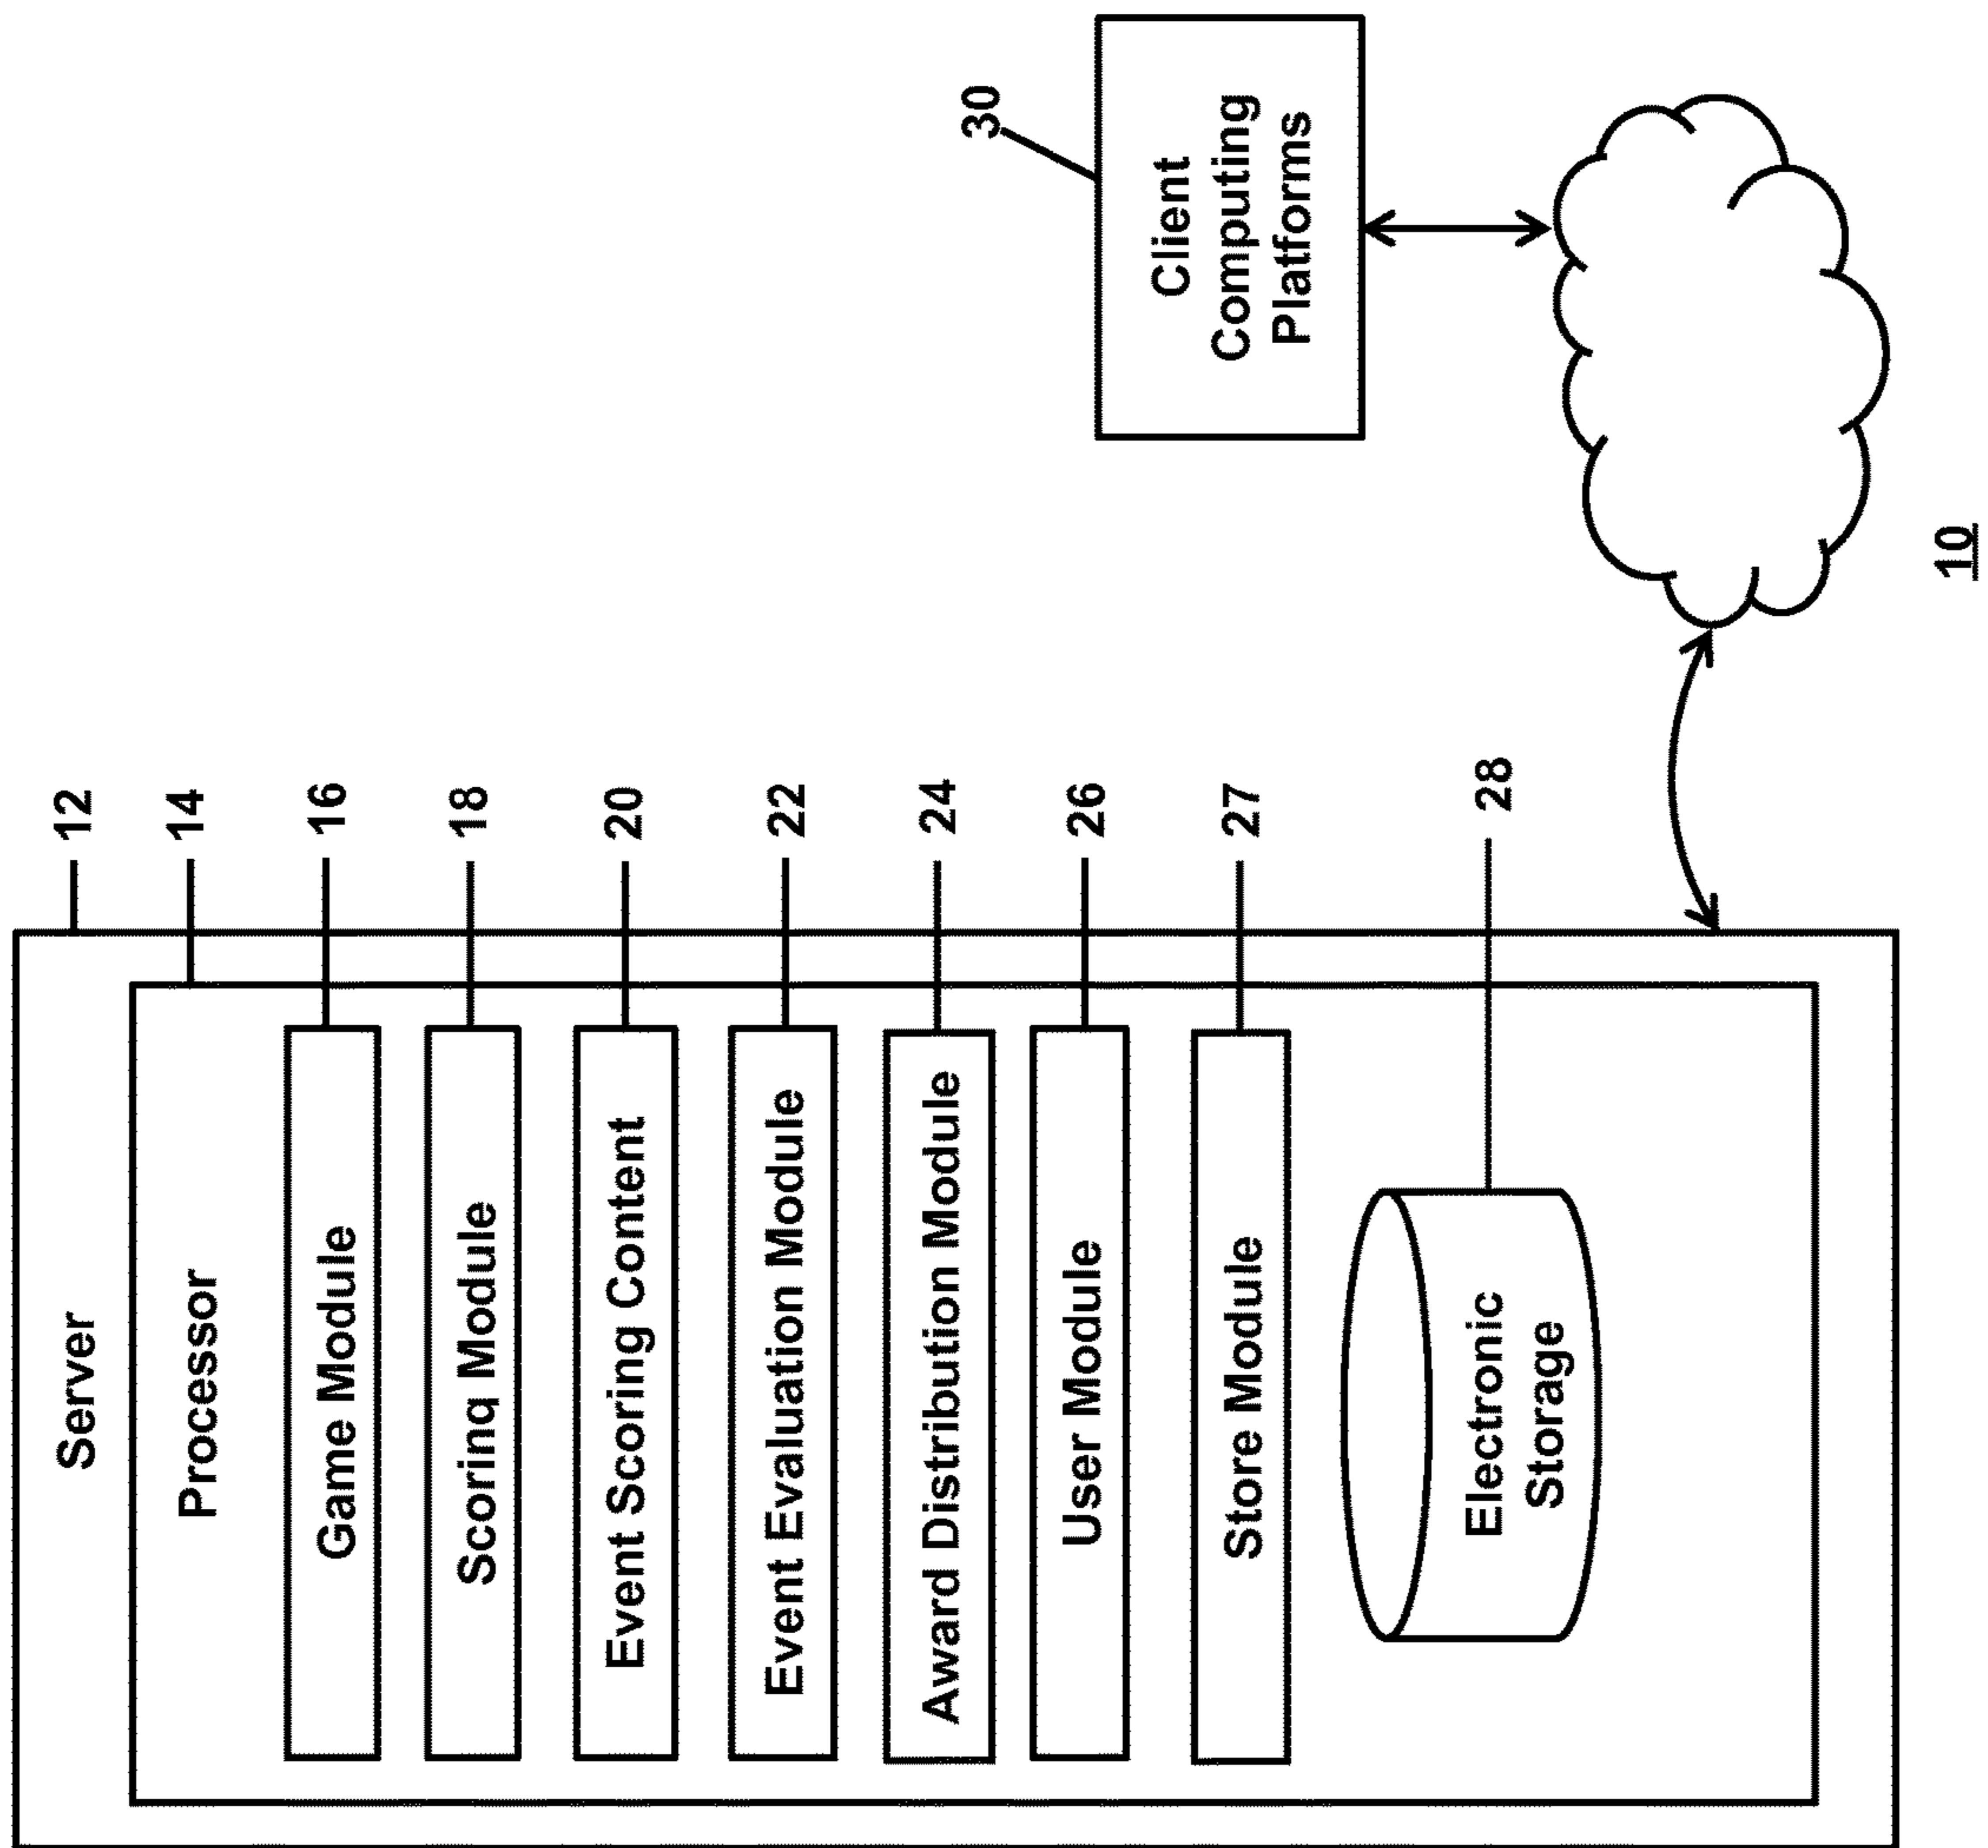 Server
12
Processor
14
Game Module
16
Scoring Module
18
Event Scoring Content
20
Event Evaluation Module
22
Award Distribution Module
24
User Module
26
Store Module
27
Electronic
Storage
28
30
Client
Computing
Platforms
10